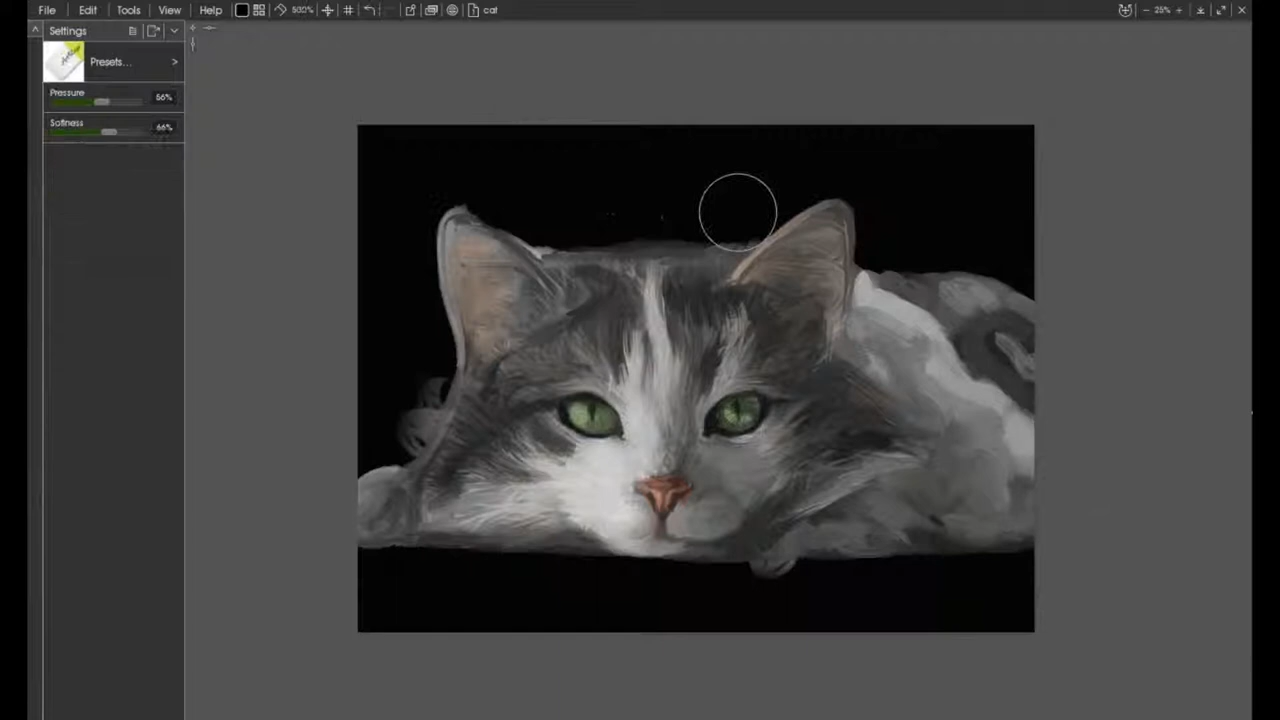 File Edit Tools View Help 500% cat - 25% +
Settings
Presets... >
Pressure 56%
Softness 66%